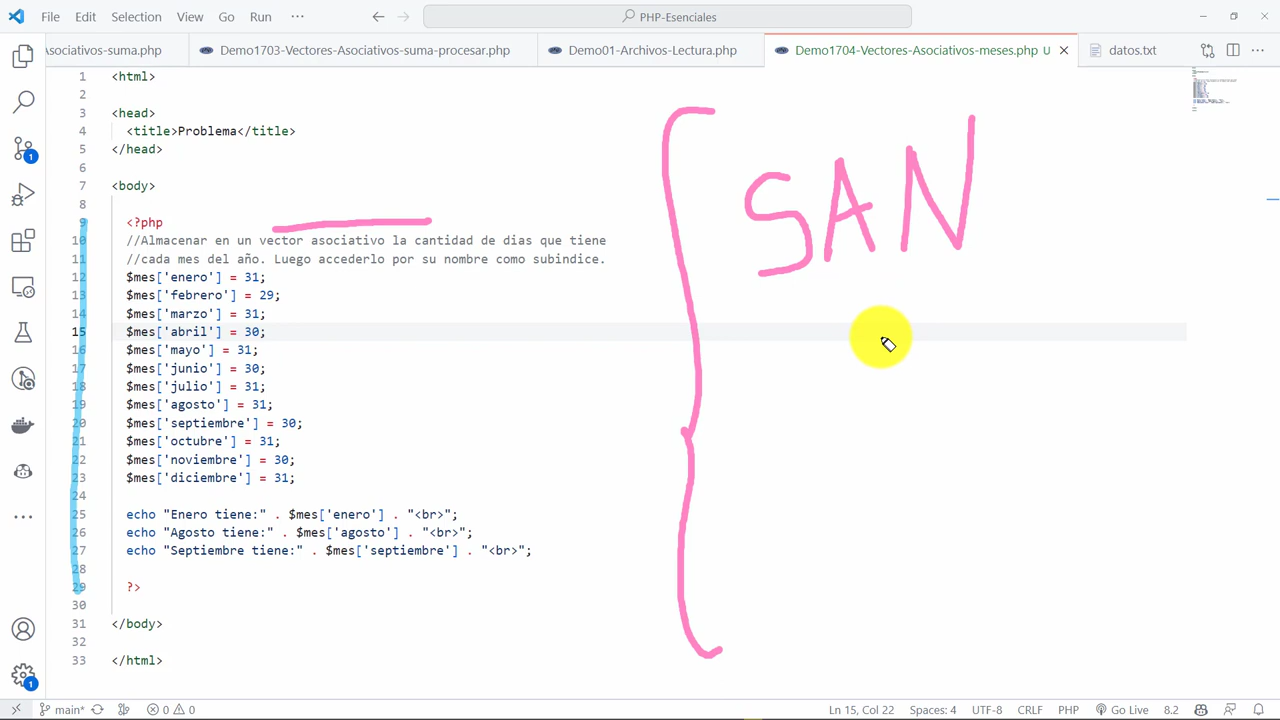 File Edit Selection View Go Run ··· PHP-Esenciales
asociativos-suma.php Demo1703-Vectores-Asociativos-suma-procesar.php Demo01-Archivos-Lectura.php Demo1704-Vectores-Asociativos-meses.php U datos.txt
1 <html>
2
3 <head>
4 <title>Problema</title>
5 </head>
6
7 <body>
8
9 <?php
10 //Almacenar en un vector asociativo la cantidad de dias que tiene
11 //cada mes del año. Luego accederlo por su nombre como subindice.
12 $mes['enero'] = 31;
13 $mes['febrero'] = 29;
14 $mes['marzo'] = 31;
15 $mes['abril'] = 30;
16 $mes['mayo'] = 31;
17 $mes['junio'] = 30;
18 $mes['julio'] = 31;
19 $mes['agosto'] = 31;
20 $mes['septiembre'] = 30;
21 $mes['octubre'] = 31;
22 $mes['noviembre'] = 30;
23 $mes['diciembre'] = 31;
24
25 echo "Enero tiene:" . $mes['enero'] . "<br>";
26 echo "Agosto tiene:" . $mes['agosto'] . "<br>";
27 echo "Septiembre tiene:" . $mes['septiembre'] . "<br>";
28
29 ?>
30
31 </body>
32
33 </html>
SAN
1
1
main* 0 0 Ln 15, Col 22 Spaces: 4 UTF-8 CRLF PHP Go Live 8.2